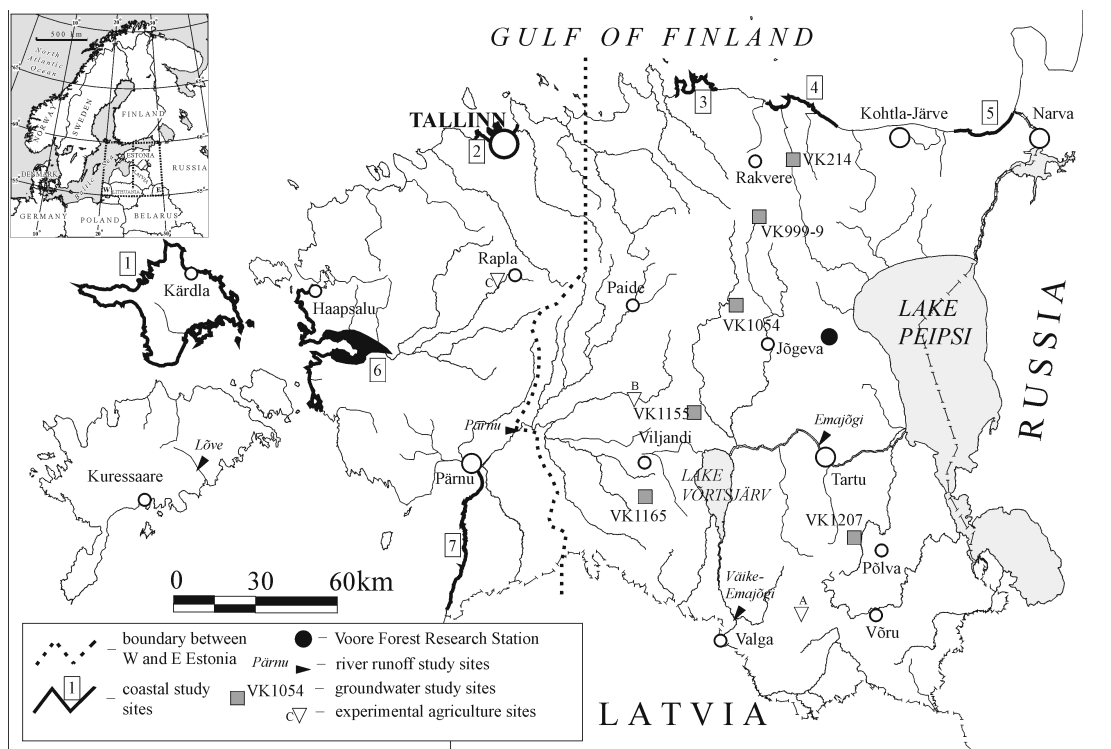 500 km
North
Atlantic
Ocean
NORWAY
SWEDEN
FINLAND
ESTONIA
LATVIA
LITHUANIA
RUSSIA
DENMARK
GERMANY
POLAND
BELARUS
W
E
GULF OF FINLAND
TALLINN
2
3
4
5
Kohtla-Järve
Narva
Rakvere
VK214
VK999-9
1
Kärdla
Haapsalu
Rapla
C
Paide
VK1054
Jõgeva
LAKE
PEIPSI
RUSSIA
6
B
VK1155
Viljandi
Pärnu
Pärnu
Emajõgi
Tartu
Lõve
Kuressaare
LAKE
VÕRTSJÄRV
VK1165
VK1207
Põlva
7
Väike-
Emajõgi
A
Võru
Valga
0 30 60km
LATVIA
boundary between
W and E Estonia
1
– coastal study
sites
– Voore Forest Research Station
Pärnu – river runoff study sites
VK1054 – groundwater study sites
C – experimental agriculture sites